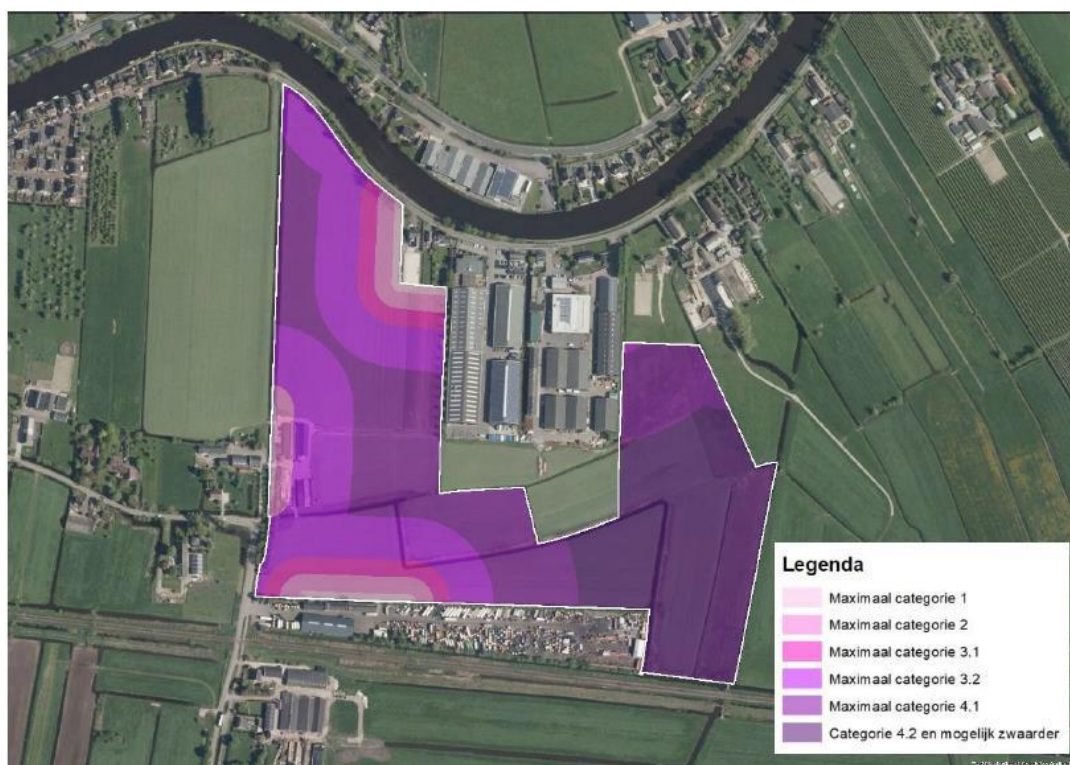 Legenda
Maximaal categorie 1
Maximaal categorie 2
Maximaal categorie 3.1
Maximaal categorie 3.2
Maximaal categorie 4.1
Categorie 4.2 en mogelijk zwaarder